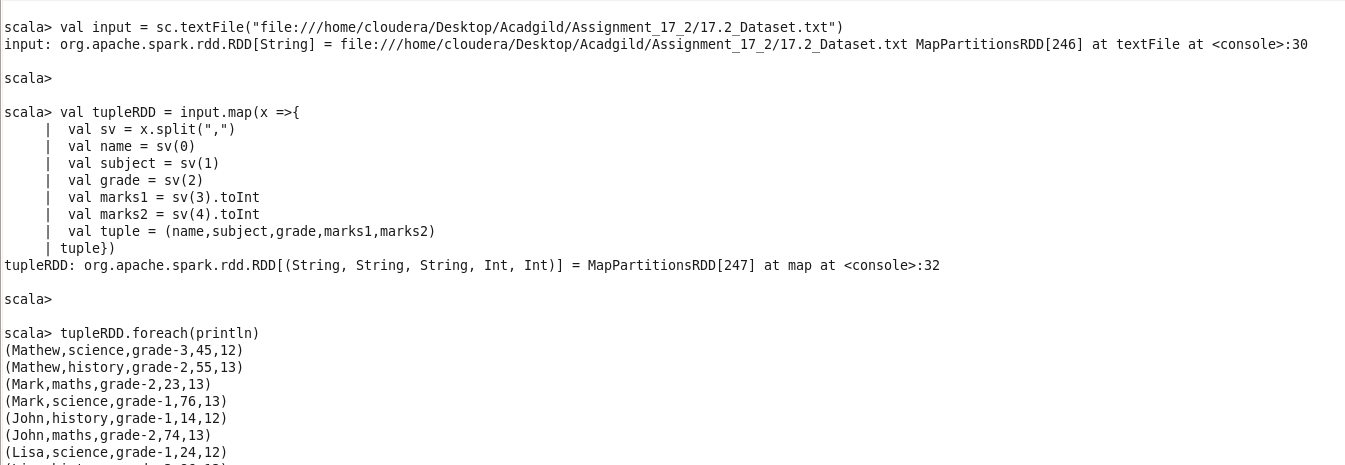 scala> val input = sc.textFile("file:///home/cloudera/Desktop/Acadgild/Assignment_17_2/17.2_Dataset.txt")
input: org.apache.spark.rdd.RDD[String] = file:///home/cloudera/Desktop/Acadgild/Assignment_17_2/17.2_Dataset.txt MapPartitionsRDD[246] at textFile at <console>:30
scala>
scala> val tupleRDD = input.map(x =>{
     |  val sv = x.split(",")
     |  val name = sv(0)
     |  val subject = sv(1)
     |  val grade = sv(2)
     |  val marks1 = sv(3).toInt
     |  val marks2 = sv(4).toInt
     |  val tuple = (name,subject,grade,marks1,marks2)
     | tuple})
tupleRDD: org.apache.spark.rdd.RDD[(String, String, String, Int, Int)] = MapPartitionsRDD[247] at map at <console>:32
scala>
scala> tupleRDD.foreach(println)
(Mathew,science,grade-3,45,12)
(Mathew,history,grade-2,55,13)
(Mark,maths,grade-2,23,13)
(Mark,science,grade-1,76,13)
(John,history,grade-1,14,12)
(John,maths,grade-2,74,13)
(Lisa,science,grade-1,24,12)